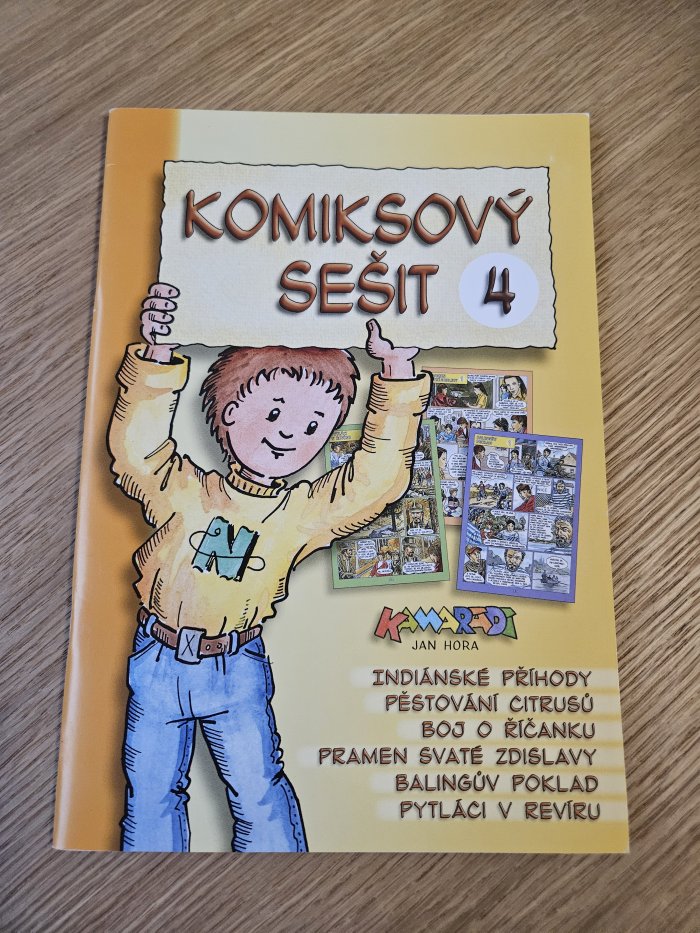 KOMIKSOVÝ
SEŠIT 4
N
KAMARÁDI
JAN HORA
INDIÁNSKÉ PŘÍHODY
PĚSTOVÁNÍ CITRUSŮ
BOJ O ŘÍČANKU
PRAMEN SVATÉ ZDISLAVY
BALINGŮV POKLAD
PYTLÁCI V REVÍRU